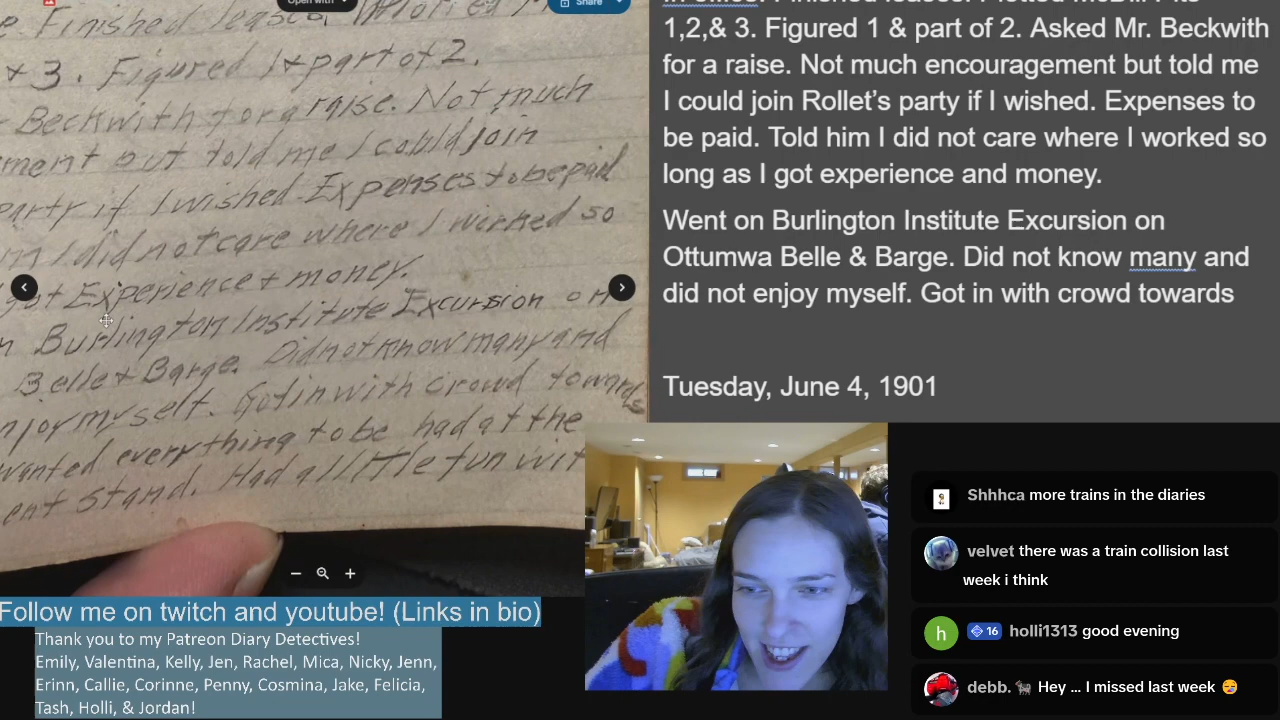 Open with
Share
e Finished leases.
& 3. Figured 1 & part of 2.
Beckwith for a raise. Not much
ment but told me I could join
party if I wished. Expenses to be paid
I did not care where I worked so
got Experience & money.
n Burlington Institute Excursion on
Belle & Barge. Did not know many and
njoy myself. Got in with crowd towards
wanted everything to be had at the
ent stand. Had a little fun wit
1,2,& 3. Figured 1 & part of 2. Asked Mr. Beckwith
for a raise. Not much encouragement but told me
I could join Rollet’s party if I wished. Expenses to
be paid. Told him I did not care where I worked so
long as I got experience and money.
Went on Burlington Institute Excursion on
Ottumwa Belle & Barge. Did not know many and
did not enjoy myself. Got in with crowd towards
Tuesday, June 4, 1901
Follow me on twitch and youtube! (Links in bio)
Thank you to my Patreon Diary Detectives!
Emily, Valentina, Kelly, Jen, Rachel, Mica, Nicky, Jenn,
Erinn, Callie, Corinne, Penny, Cosmina, Jake, Felicia,
Tash, Holli, & Jordan!
Shhhca more trains in the diaries
velvet there was a train collision last
week i think
h 16 holli1313 good evening
debb. 🐈‍⬛ Hey ... I missed last week 😪